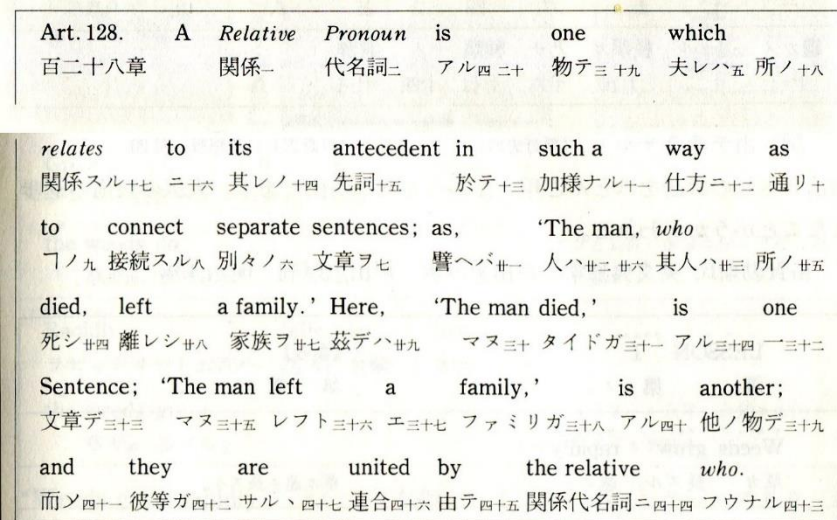 Art. 128. A Relative Pronoun is one which
百二十八章 関係一 代名詞二 アル四 二十 物テ三 十九 夫レハ五 所ノ十八
relates to its antecedent in such a way as
関係スル十七 ニ十六 其レノ十四 先詞十五 於テ十三 加様ナル十一 仕方ニ十二 通リ十
to connect separate sentences; as, 'The man, who
ヿノ九 接続スル八 別々ノ六 文章ヲ七 譬ヘバ廿一 人ハ廿二 廿六 其人ハ廿三 所ノ廿五
died, left a family.' Here, 'The man died,' is one
死シ廿四 離レシ廿八 家族ヲ廿七 茲デハ廿九 マヌ三十 タイドガ三十一 アル三十四 一三十二
Sentence; 'The man left a family,' is another;
文章デ三十三 マヌ三十五 レフト三十六 エ三十七 ファミリガ三十八 アル四十 他ノ物デ三十九
and they are united by the relative who.
而ソ四十一 彼等ガ四十二 サルヽ四十七 連合四十六 由テ四十五 関係代名詞ニ四十四 フウナル四十三